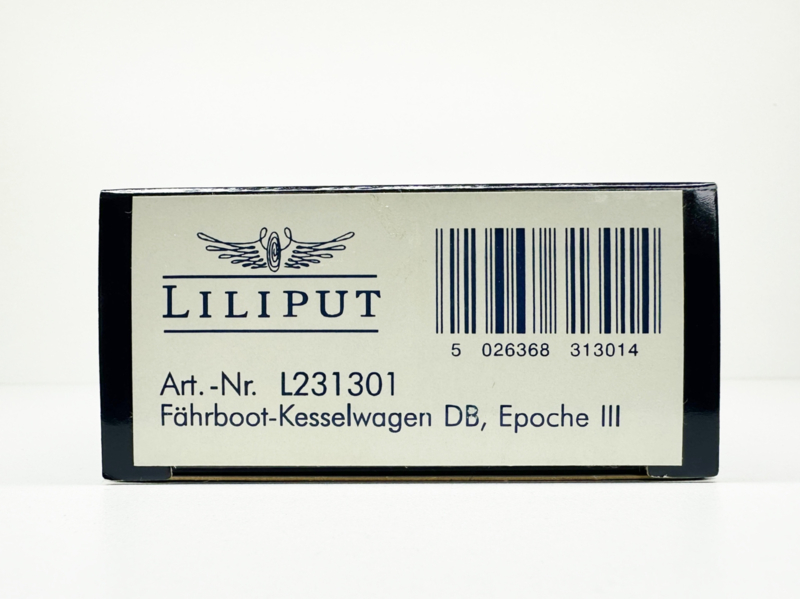 LILIPUT
5 026368 313014
Art.-Nr. L231301
Fährboot-Kesselwagen DB, Epoche III